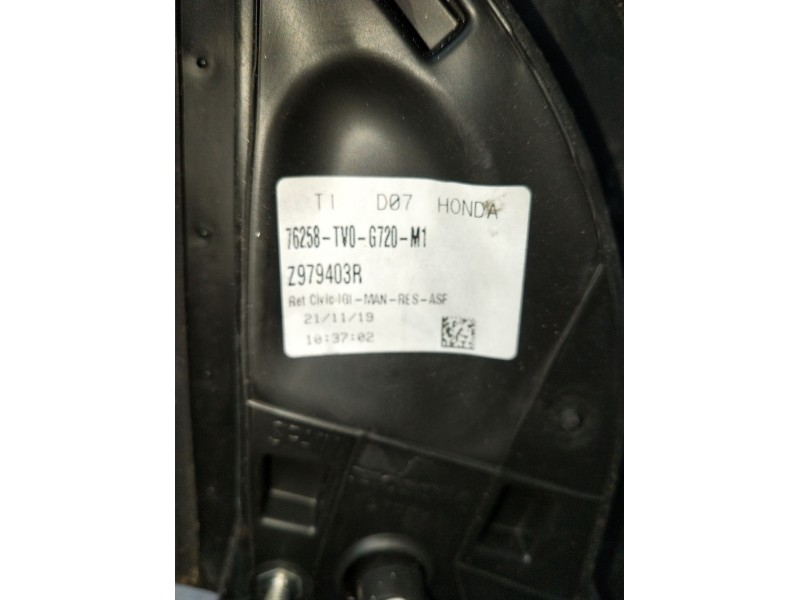 T1 D07 HONDA
76258-TV0-G720-M1
Z979403R
Ret Civic-IGI-MAN-RES-ASF
21/11/19
10:37:02